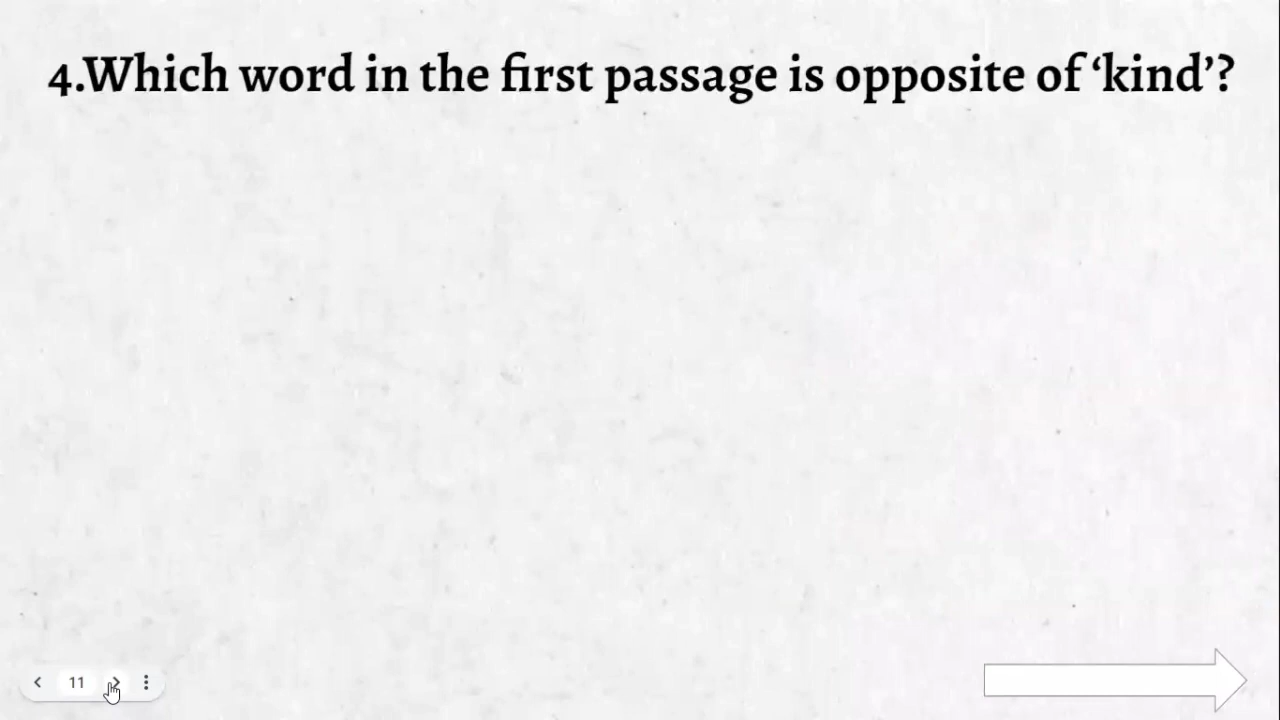 4.Which word in the first passage is opposite of ‘kind’?
11